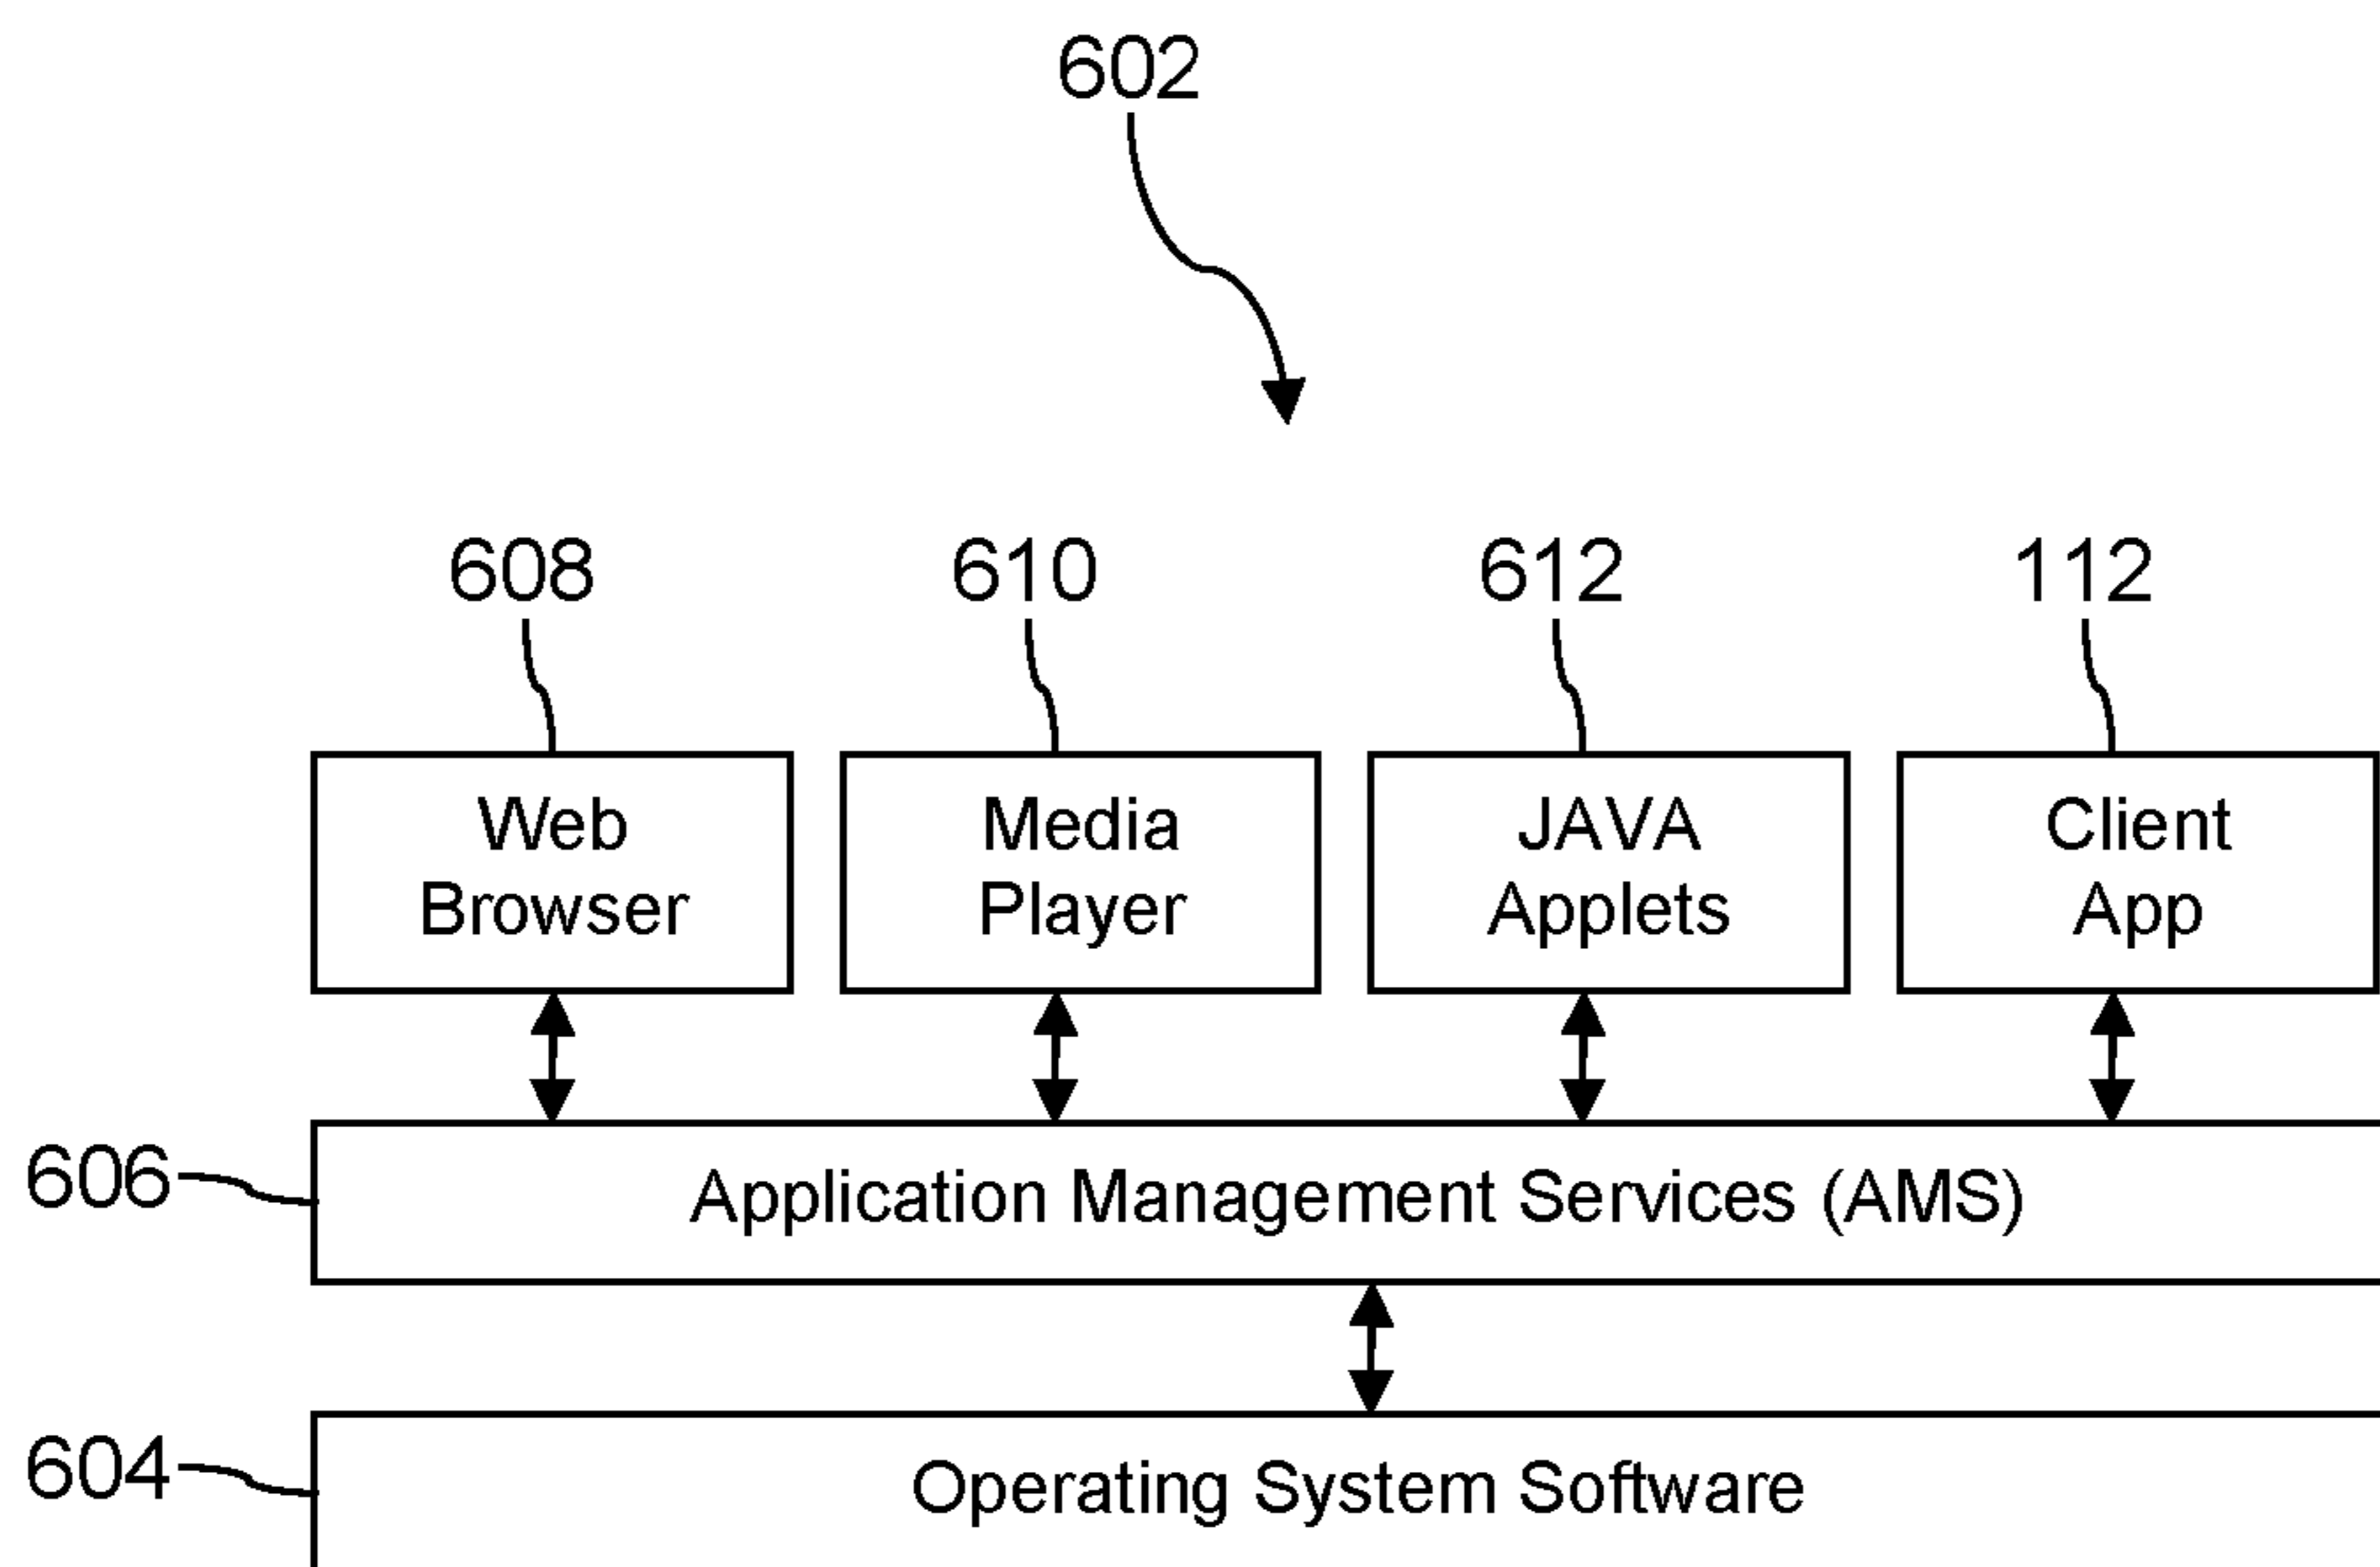 602
608
610
612
112
Web
Browser
Media
Player
JAVA
Applets
Client
App
606
Application Management Services (AMS)
604
Operating System Software